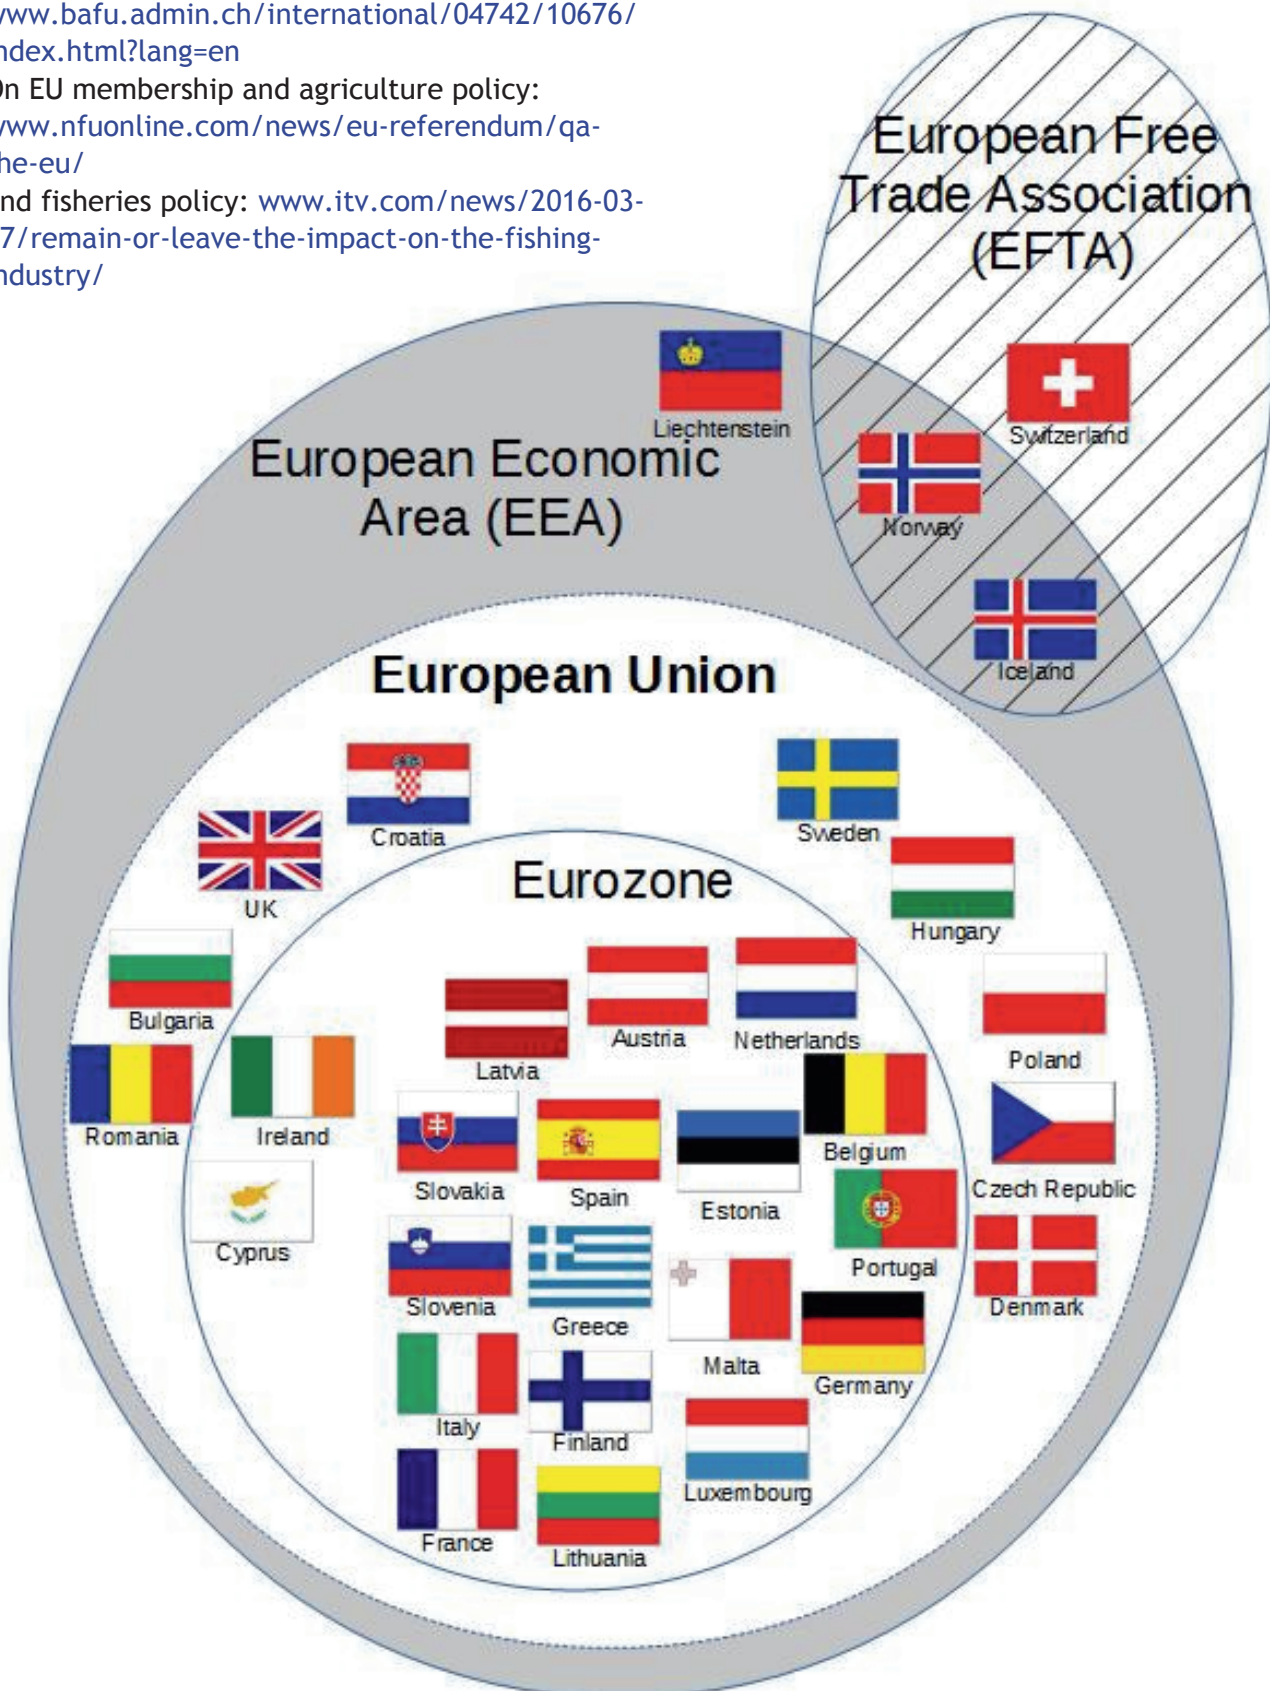 www.bafu.admin.ch/international/04742/10676/
ndex.html?lang=en
On EU membership and agriculture policy:
www.nfuonline.com/news/eu-referendum/qa-
he-eu/
nd fisheries policy: www.itv.com/news/2016-03-
7/remain-or-leave-the-impact-on-the-fishing-
ndustry/
European Free
Trade Association
(EFTA)
Liechtenstein
Switzerland
European Economic
Area (EEA)
Norway
Iceland
European Union
Croatia
Sweden
UK
Eurozone
Hungary
Bulgaria
Austria
Netherlands
Latvia
Poland
Romania
Ireland
Belgium
Slovakia
Spain
Estonia
Czech Republic
Cyprus
Portugal
Slovenia
Greece
Denmark
Malta
Germany
Italy
Finland
Luxembourg
France
Lithuania